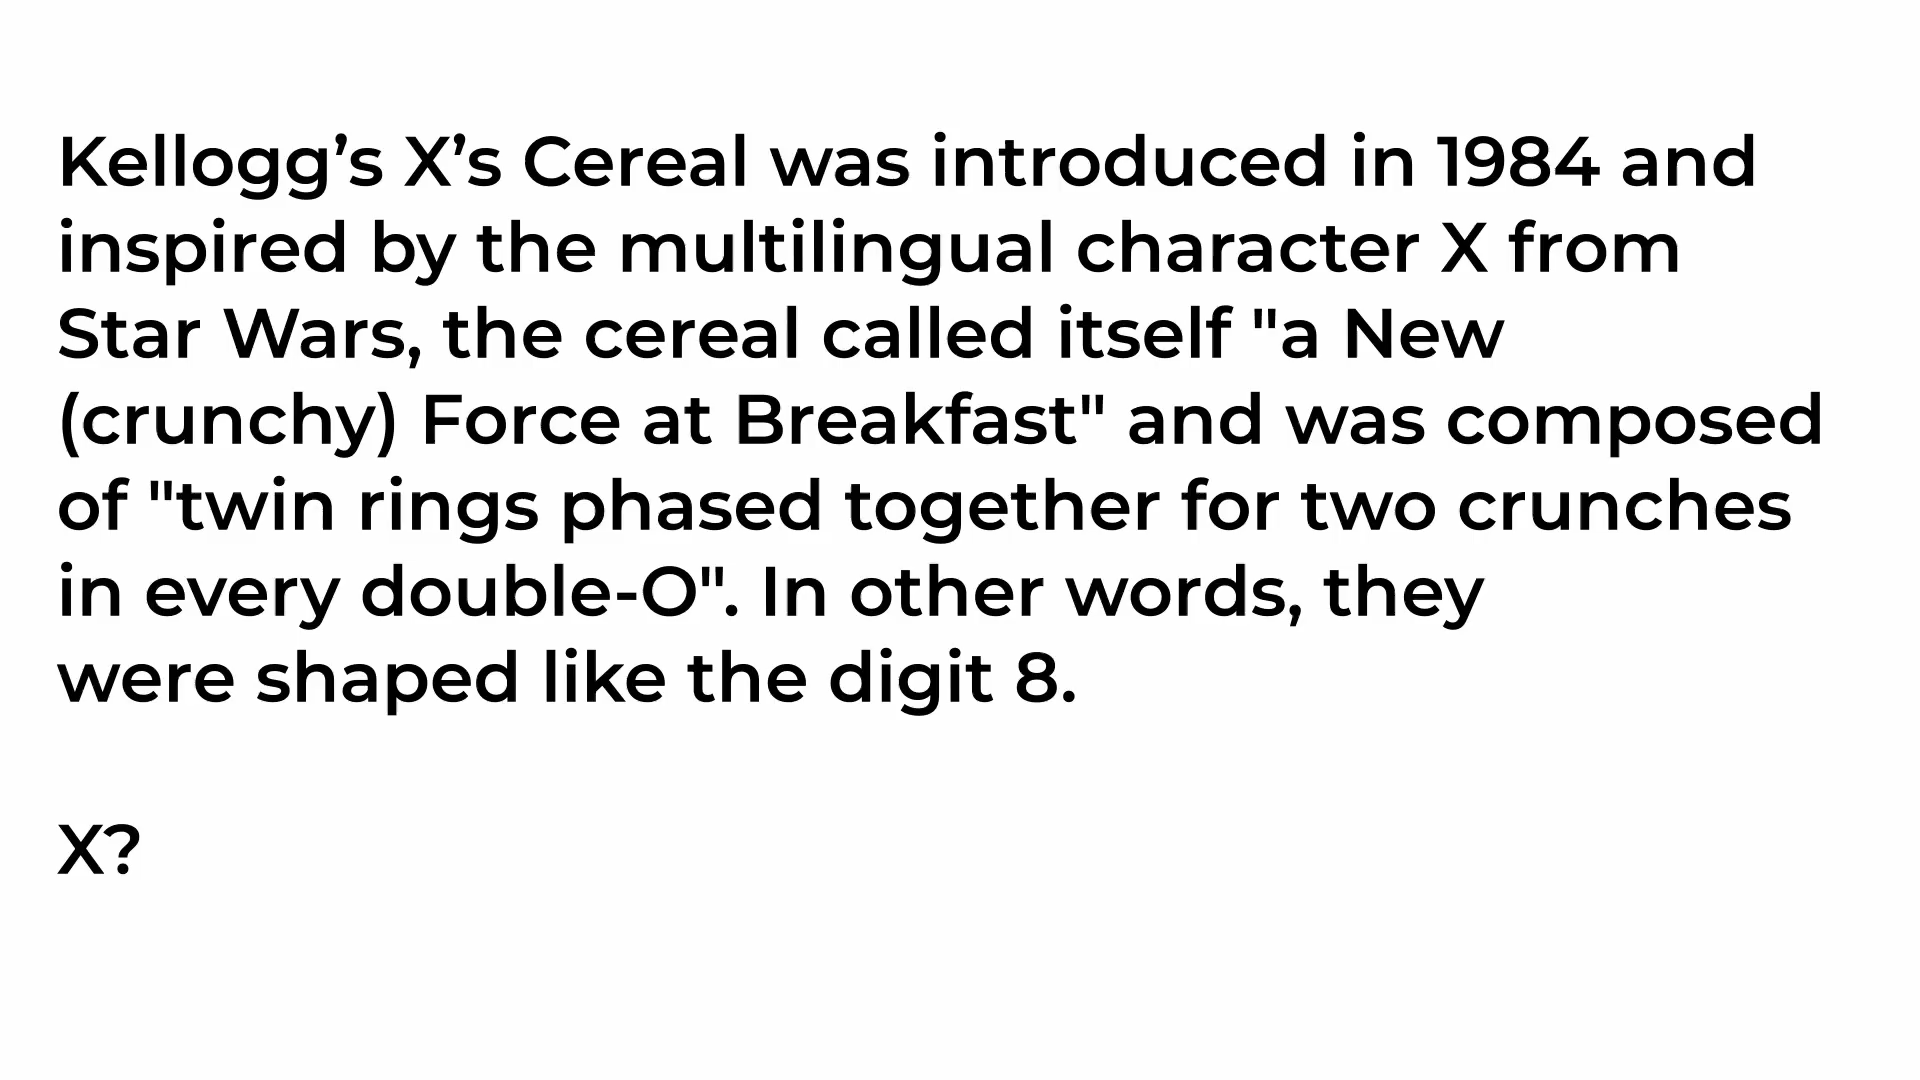 Kellogg’s X’s Cereal was introduced in 1984 and
inspired by the multilingual character X from
Star Wars, the cereal called itself "a New
(crunchy) Force at Breakfast" and was composed
of "twin rings phased together for two crunches
in every double-O". In other words, they
were shaped like the digit 8.
X?